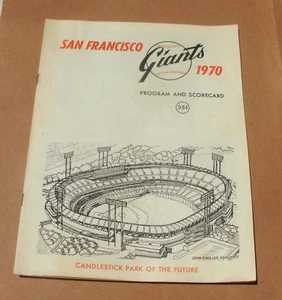 SAN FRANCISCO
Giants
1970
PROGRAM AND SCORECARD
35¢
CANDLESTICK PARK OF THE FUTURE